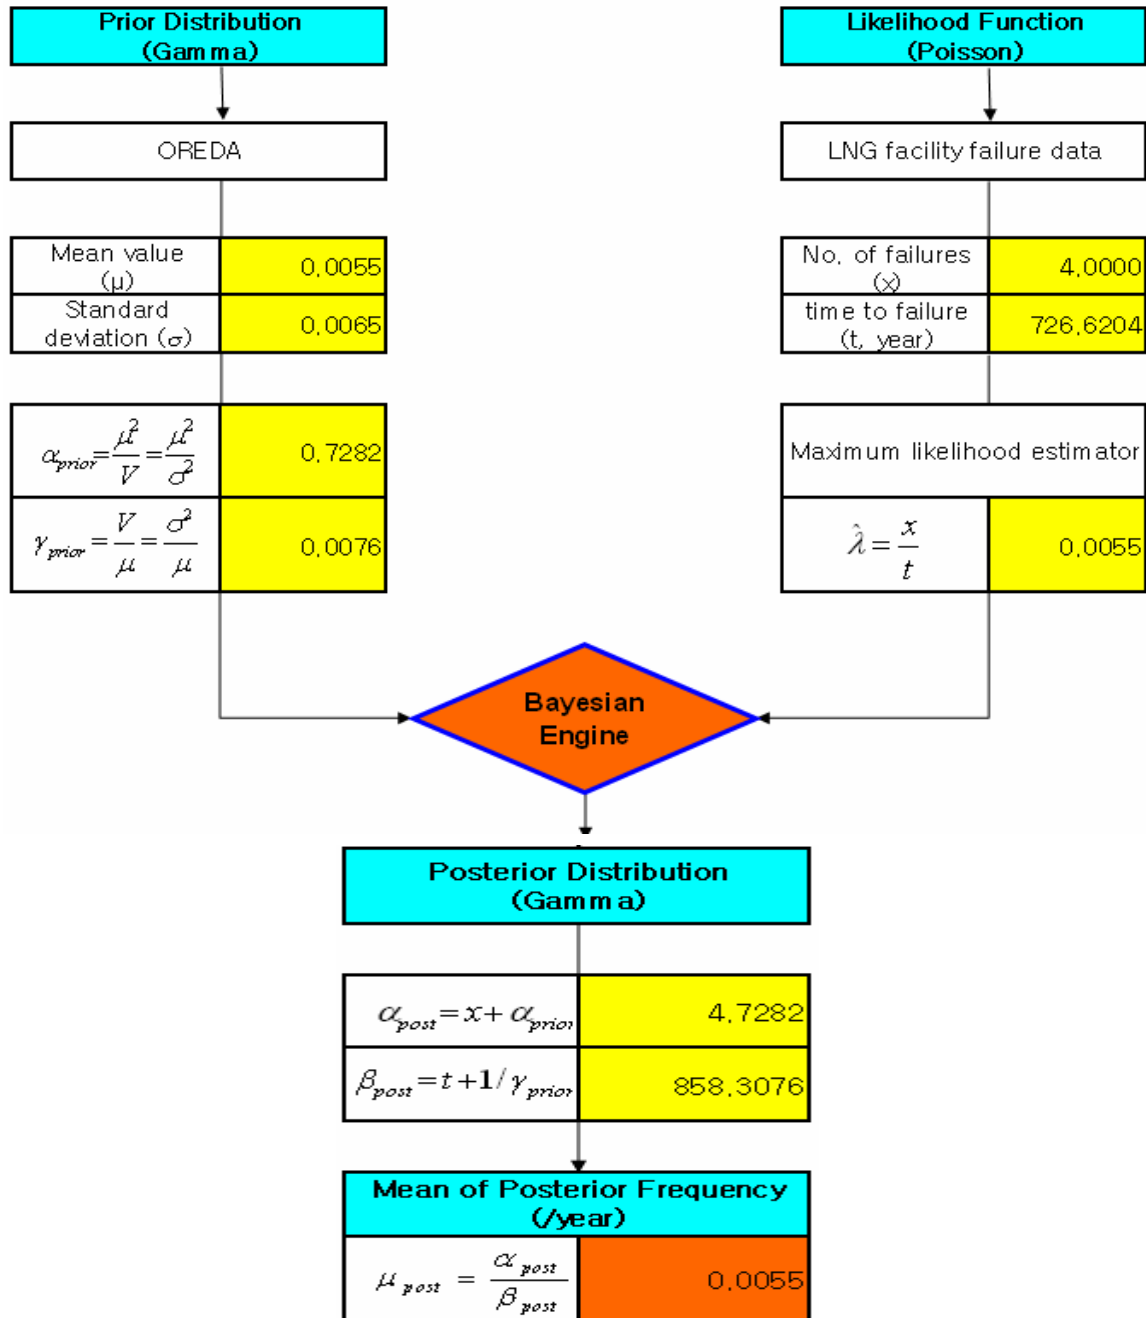 Prior Distribution
(Gamma)
OREDA
Mean value
(μ)
0,0055
Standard
deviation (σ)
0,0065
α_prior = μ²/V = μ²/σ²
0,7282
γ_prior = V/μ = σ²/μ
0,0076
Likelihood Function
(Poisson)
LNG facility failure data
No, of failures
(x)
4,0000
time to failure
(t, year)
726,6204
Maximum likelihood estimator
λ̂ = x/t
0,0055
Bayesian
Engine
Posterior Distribution
(Gamma)
α_post = x + α_prior
4,7282
β_post = t + 1/γ_prior
858,3076
Mean of Posterior Frequency
(/year)
μ_post = α_post/β_post
0,0055